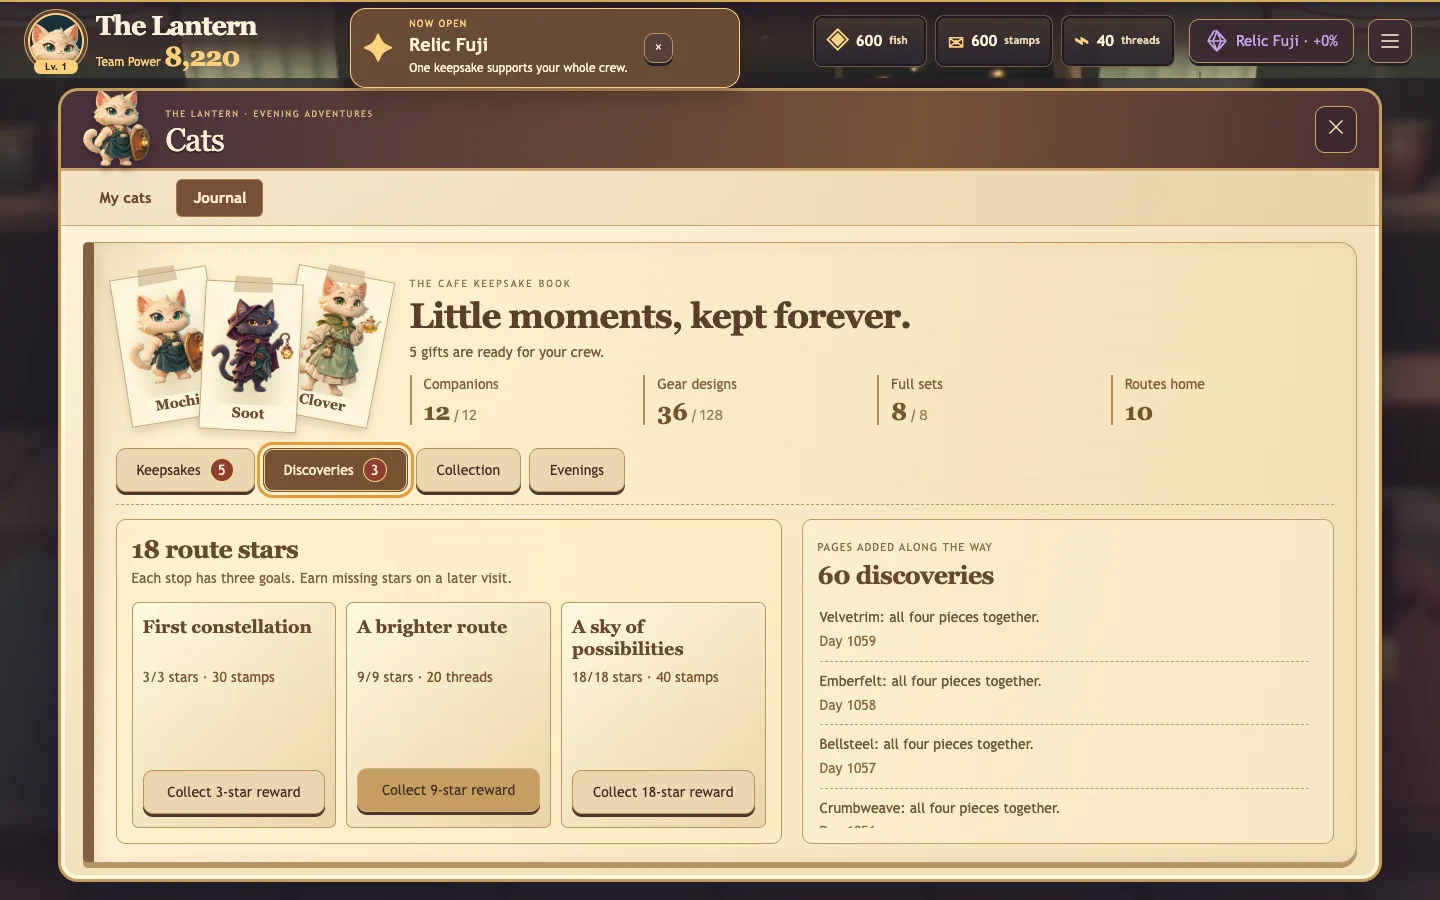 The Lantern
Lv. 1
Team Power 8,220
NOW OPEN
Relic Fuji
One keepsake supports your whole crew.
×
600 fish
600 stamps
40 threads
Relic Fuji · +0%
THE LANTERN · EVENING ADVENTURES
Cats
My cats
Journal
Mochi
Soot
Clover
THE CAFE KEEPSAKE BOOK
Little moments, kept forever.
5 gifts are ready for your crew.
Companions
12 / 12
Gear designs
36 / 128
Full sets
8 / 8
Routes home
10
Keepsakes 5
Discoveries 3
Collection
Evenings
18 route stars
Each stop has three goals. Earn missing stars on a later visit.
First constellation
3/3 stars · 30 stamps
Collect 3-star reward
A brighter route
9/9 stars · 20 threads
Collect 9-star reward
A sky of
possibilities
18/18 stars · 40 stamps
Collect 18-star reward
PAGES ADDED ALONG THE WAY
60 discoveries
Velvetrim: all four pieces together.
Day 1059
Emberfelt: all four pieces together.
Day 1058
Bellsteel: all four pieces together.
Day 1057
Crumbweave: all four pieces together.